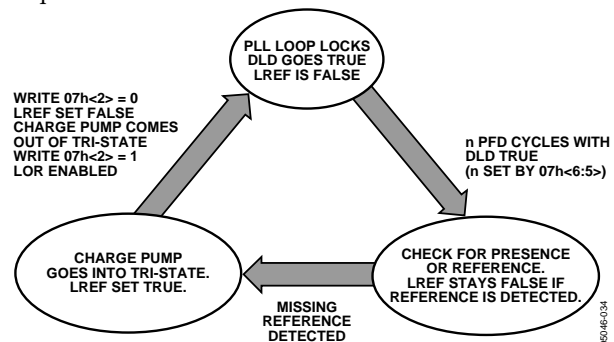 PLL LOOP LOCKS
DLD GOES TRUE
LREF IS FALSE
WRITE 07h<2> = 0
LREF SET FALSE
CHARGE PUMP COMES
OUT OF TRI-STATE
WRITE 07h<2> = 1
LOR ENABLED
n PFD CYCLES WITH
DLD TRUE
(n SET BY 07h<6:5>)
CHARGE PUMP
GOES INTO TRI-STATE.
LREF SET TRUE.
CHECK FOR PRESENCE
OR REFERENCE.
LREF STAYS FALSE IF
REFERENCE IS DETECTED.
MISSING
REFERENCE
DETECTED